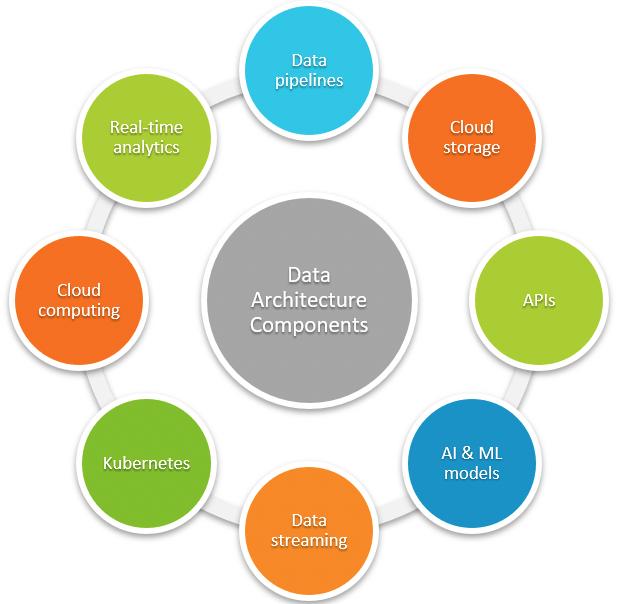 Data
pipelines
Cloud
storage
APIs
AI & ML
models
Data
streaming
Kubernetes
Cloud
computing
Real-time
analytics
Data
Architecture
Components